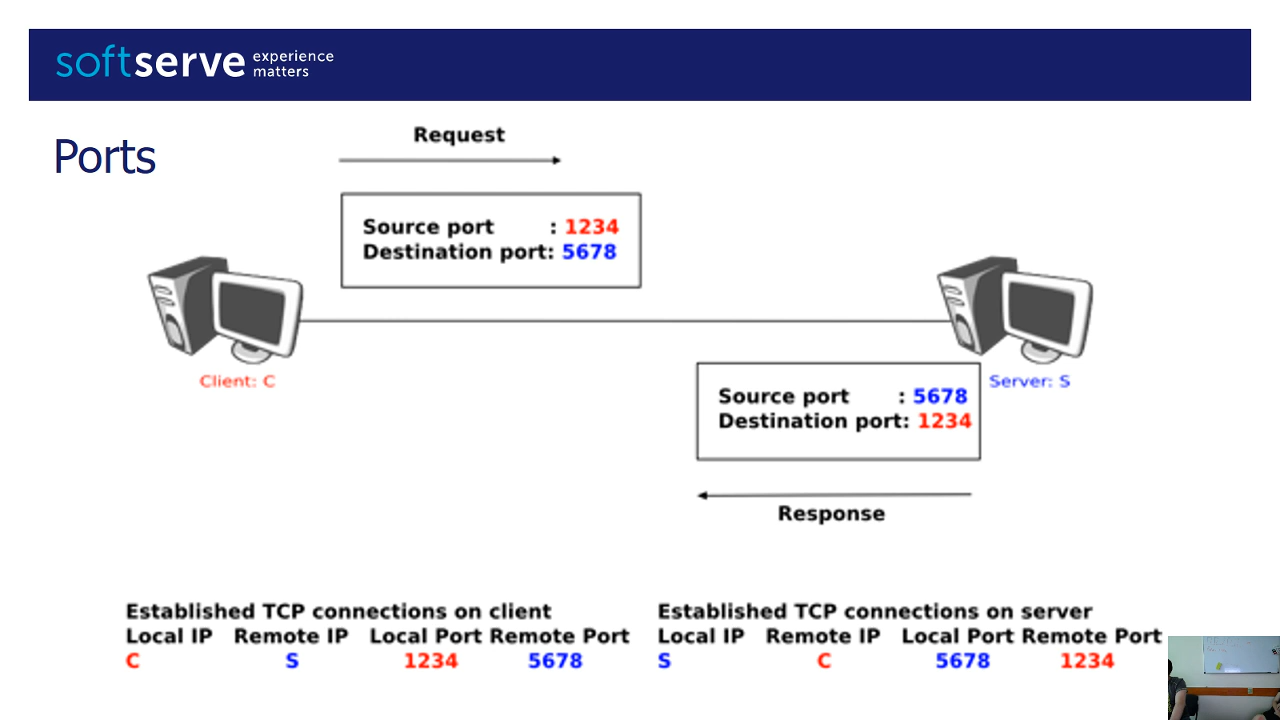 softserve experience matters
Ports
Request
Source port : 1234
Destination port: 5678
Client: C
Server: S
Source port : 5678
Destination port: 1234
Response
Established TCP connections on client
Local IP Remote IP Local Port Remote Port
C S 1234 5678
Established TCP connections on server
Local IP Remote IP Local Port Remote Port
S C 5678 1234